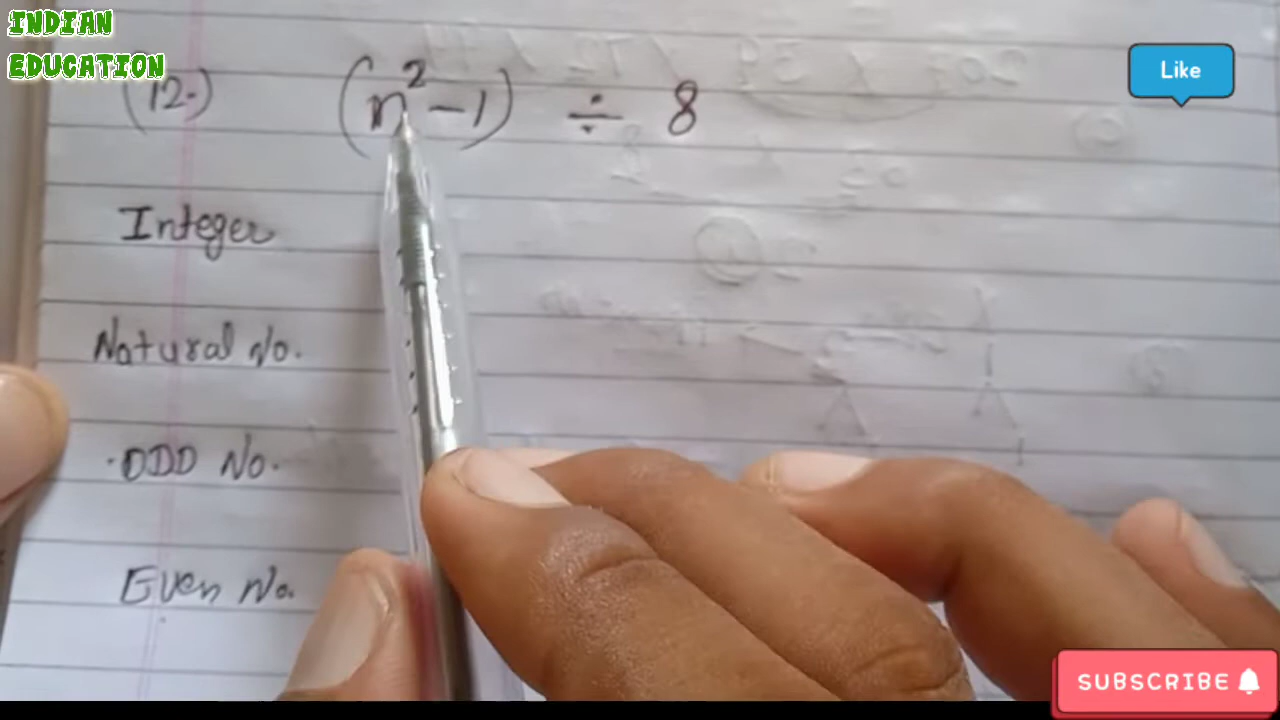 INDIAN
EDUCATION
Like
(12.) (n²-1) ÷ 8
Integer
Natural No.
ODD No.
Even No.
SUBSCRIBE